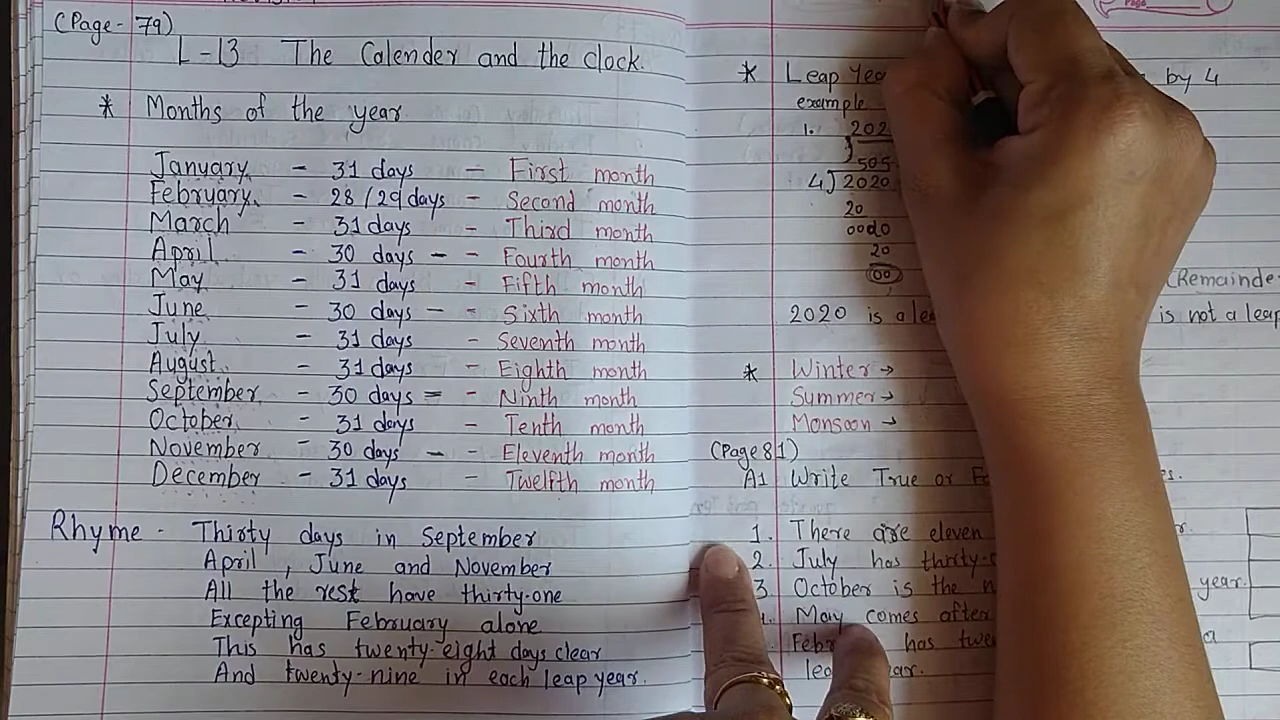 (Page- 79)
L-13 The Calender and the clock.
* Months of the year
January - 31 days - First month
February - 28/29 days - Second month
March - 31 days - Third month
April - 30 days - - Fourth month
May - 31 days - Fifth month
June - 30 days - - Sixth month
July - 31 days - Seventh month
August - 31 days - Eighth month
September - 30 days = - Ninth month
October - 31 days - Tenth month
November - 30 days - - Eleventh month
December - 31 days - Twelfth month
Rhyme - Thirty days in September
April, June and November
All the rest have thirty-one
Excepting February alone
This has twenty-eight days clear
And twenty-nine in each leap year.
* Leap by 4
example
1. 202
505
4)2020
20
0020
20
00
(Remainde
2020 is a is not a leap
* Winter →
Summer →
Monsoon →
(Page 81)
A1 Write True or
1. There are eleven
2. July has
3. October is the year.
May comes after
has a
year.